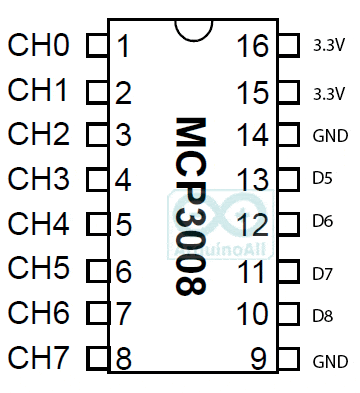 CH0 1 16 3.3V
CH1 2 15 3.3V
CH2 3 14 GND
CH3 4 13 D5
CH4 5 12 D6
CH5 6 11 D7
CH6 7 10 D8
CH7 8 9 GND
MCP3008
ArduinoAll